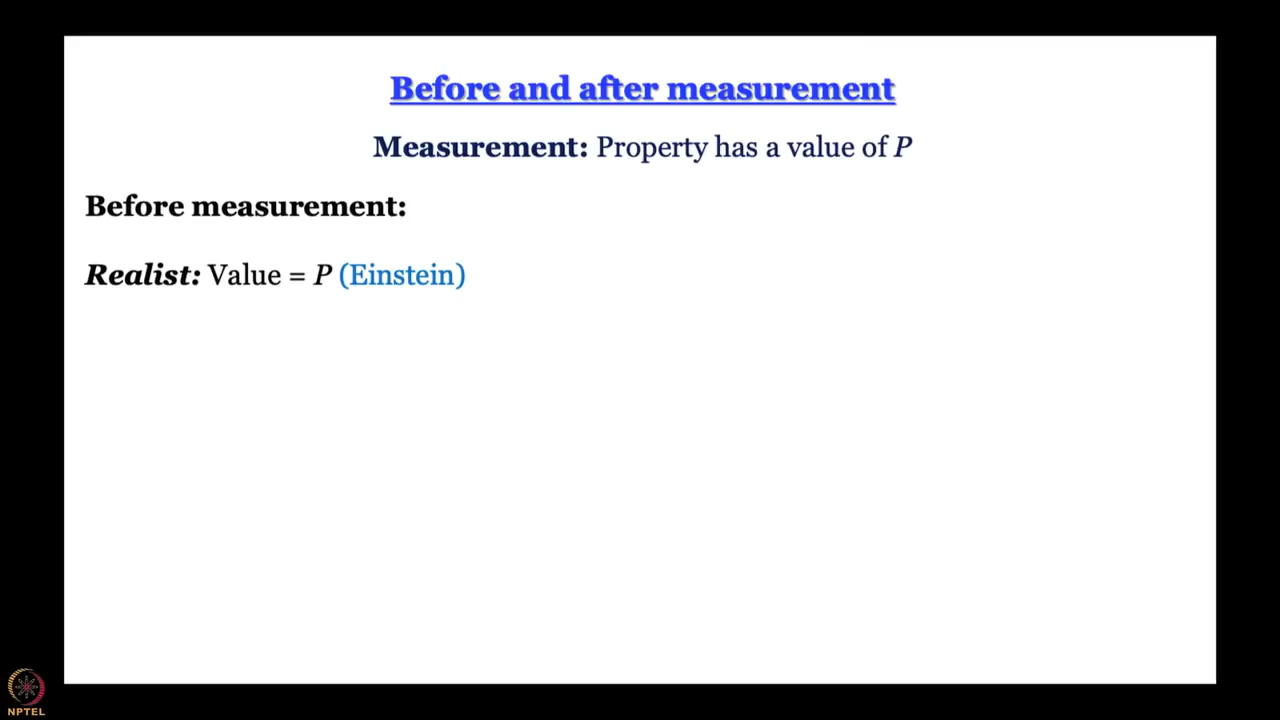 Before and after measurement
Measurement: Property has a value of P
Before measurement:
Realist: Value = P (Einstein)
NPTEL